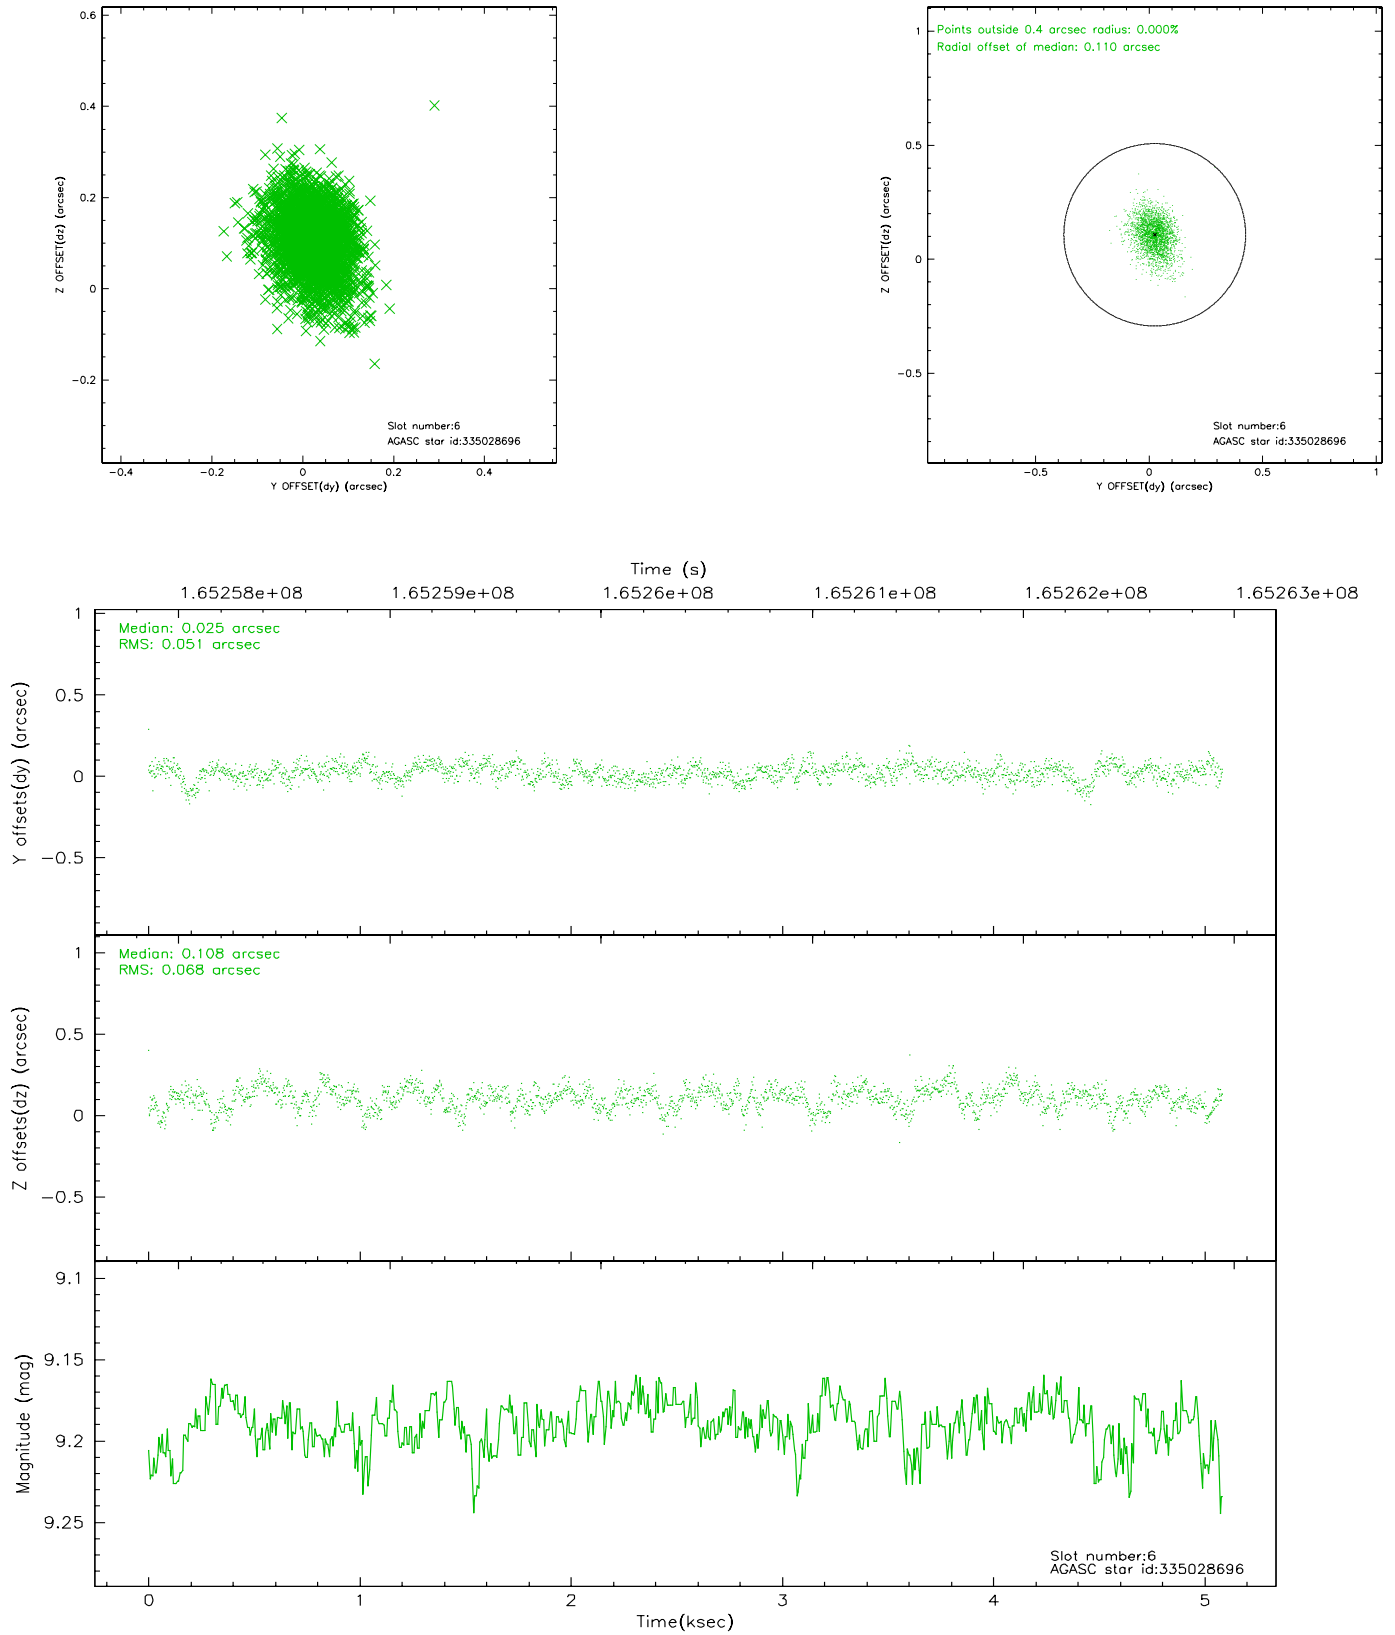 0.6
0.4
0.2
0
−0.2
Z OFFSET(dz) (arcsec)
Slot number:6
AGASC star id:335028696
−0.4 −0.2 0 0.2 0.4
Y OFFSET(dy) (arcsec)
Points outside 0.4 arcsec radius: 0.000%
Radial offset of median: 0.110 arcsec
1
0.5
0
−0.5
Z OFFSET(dz) (arcsec)
Slot number:6
AGASC star id:335028696
−0.5 0 0.5 1
Y OFFSET(dy) (arcsec)
Time (s)
1.65258e+08 1.65259e+08 1.6526e+08 1.65261e+08 1.65262e+08 1.65263e+08
Median: 0.025 arcsec
RMS: 0.051 arcsec
1
0.5
0
−0.5
Y offsets(dy) (arcsec)
Median: 0.108 arcsec
RMS: 0.068 arcsec
1
0.5
0
−0.5
Z offsets(dz) (arcsec)
9.1
9.15
9.2
9.25
Magnitude (mag)
Slot number:6
AGASC star id:335028696
0 1 2 3 4 5
Time(ksec)